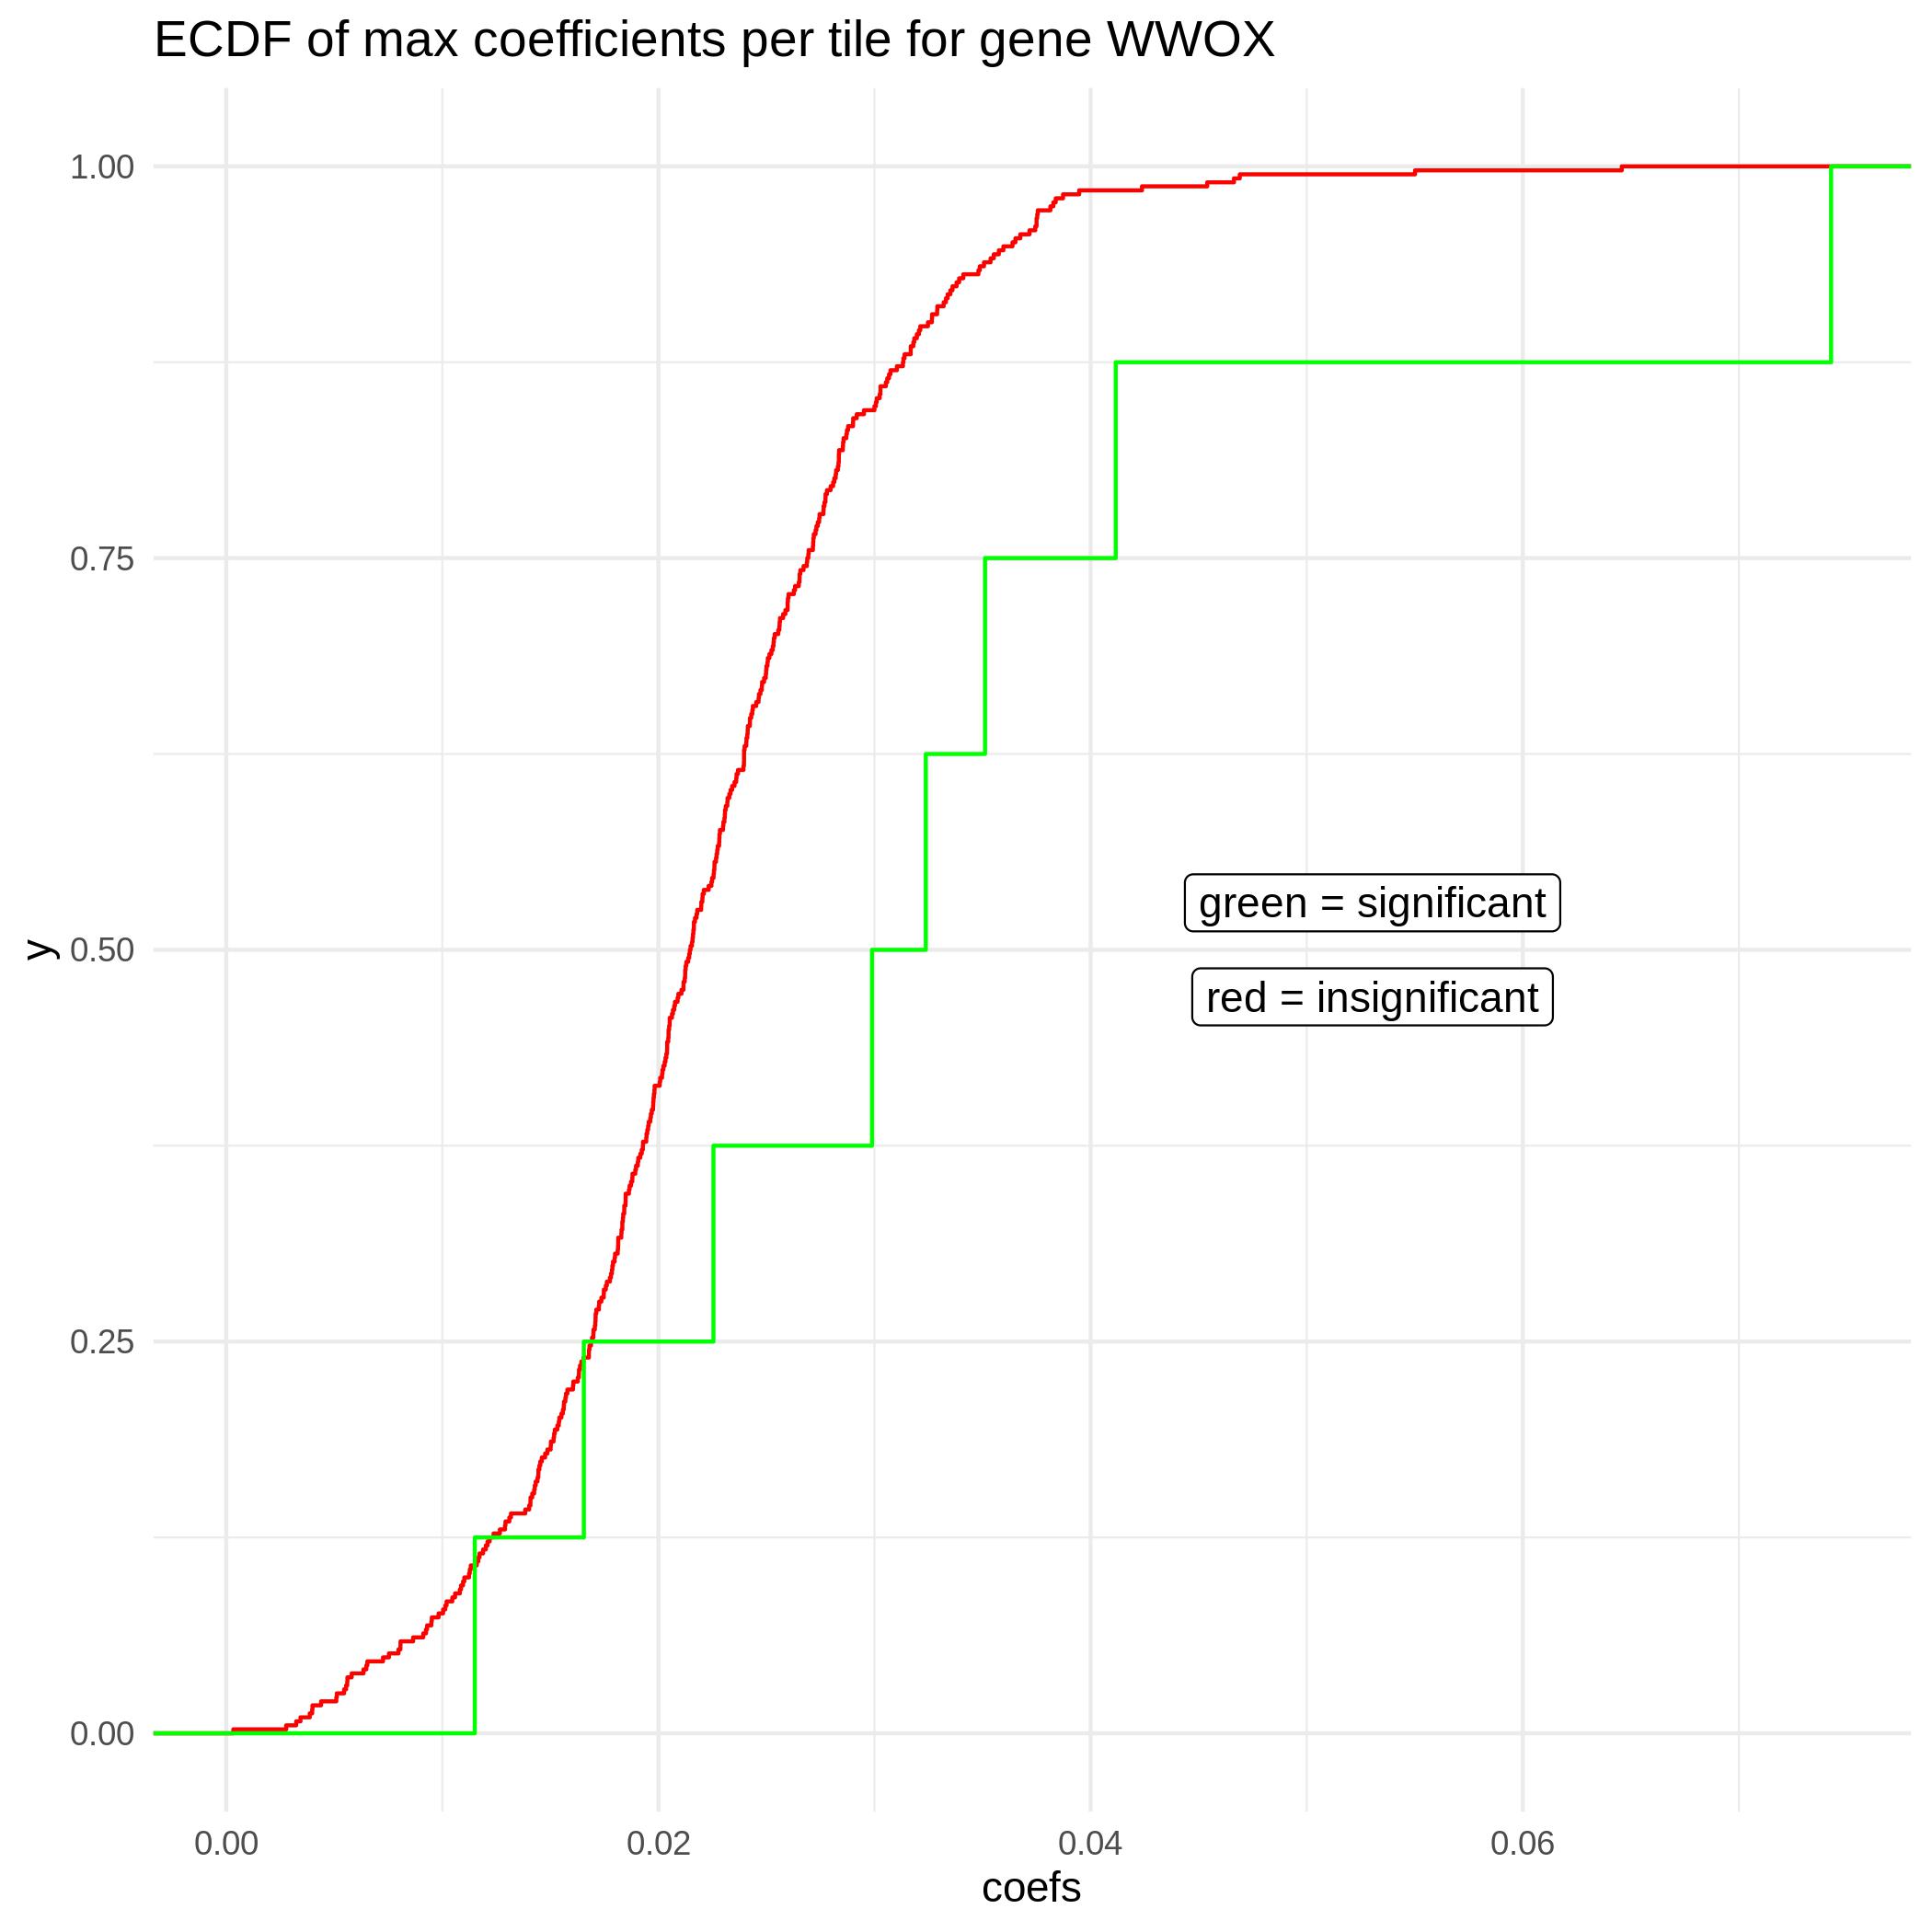 ECDF of max coefficients per tile for gene WWOX
1.00
0.75
0.50
0.25
0.00
y
green = significant
red = insignificant
0.00 0.02 0.04 0.06
coefs